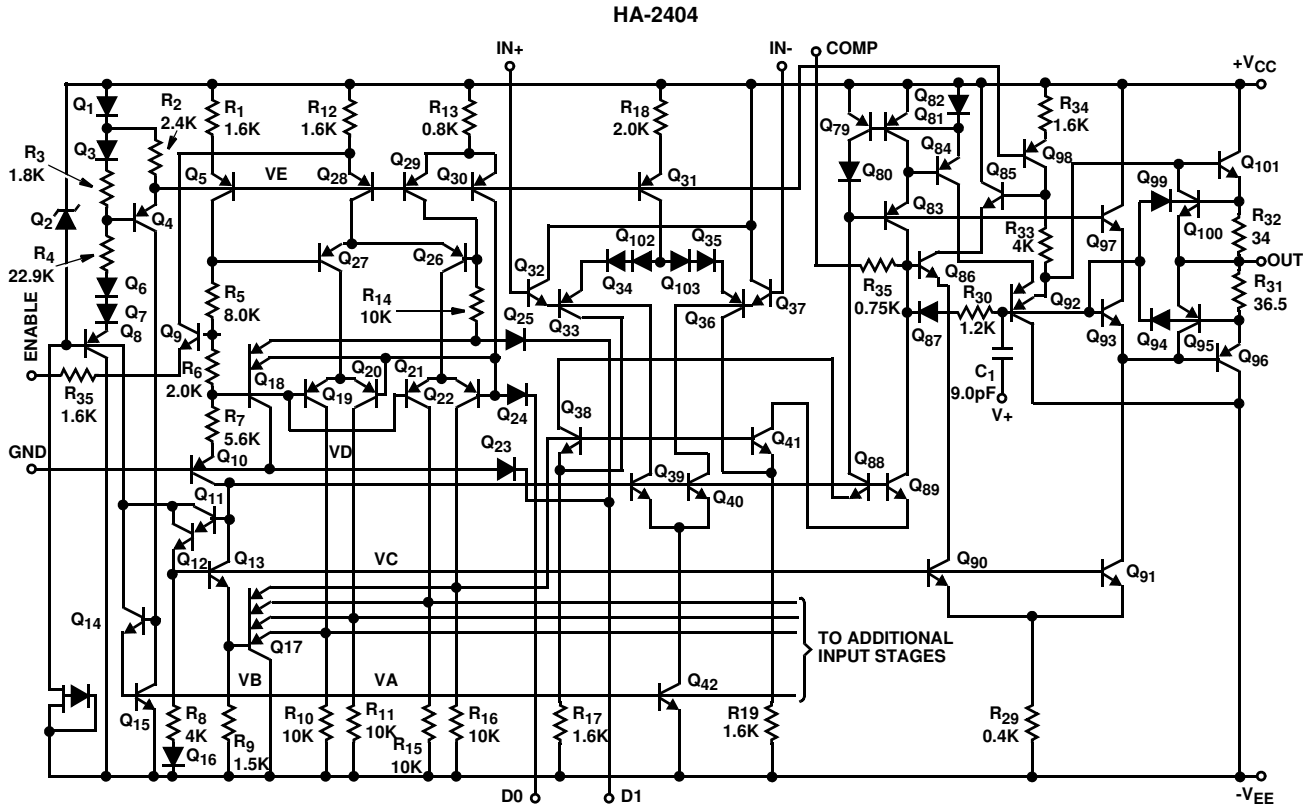 HA-2404
IN+
IN-
COMP
+VCC
Q1
R2
2.4K
R1
1.6K
R12
1.6K
R13
0.8K
R18
2.0K
Q82
Q81
R34
1.6K
Q79
Q3
R3
1.8K
Q5
VE
Q28
Q29
Q30
Q31
Q80
Q84
Q85
Q98
Q101
Q99
Q2
Q4
Q83
R33
4K
Q97
Q100
R32
34
R4
22.9K
Q27
Q26
Q32
Q102
Q35
Q86
OUT
Q6
Q7
R5
8.0K
R14
10K
Q34
Q103
Q37
R35
0.75K
R30
1.2K
Q92
R31
36.5
ENABLE
Q8
Q9
Q25
Q33
Q36
Q87
Q93
Q94
Q95
Q96
R35
1.6K
R6
2.0K
Q18
Q20
Q21
Q19
Q22
Q24
C1
9.0pF
V+
R7
5.6K
VD
Q38
Q41
GND
Q10
Q23
Q39
Q40
Q88
Q89
Q11
Q12
Q13
VC
Q90
Q91
Q14
Q17
TO ADDITIONAL
INPUT STAGES
VB
VA
Q42
Q15
R8
4K
R9
1.5K
R10
10K
R11
10K
R15
10K
R16
10K
R17
1.6K
R19
1.6K
R29
0.4K
Q16
D0
D1
-VEE